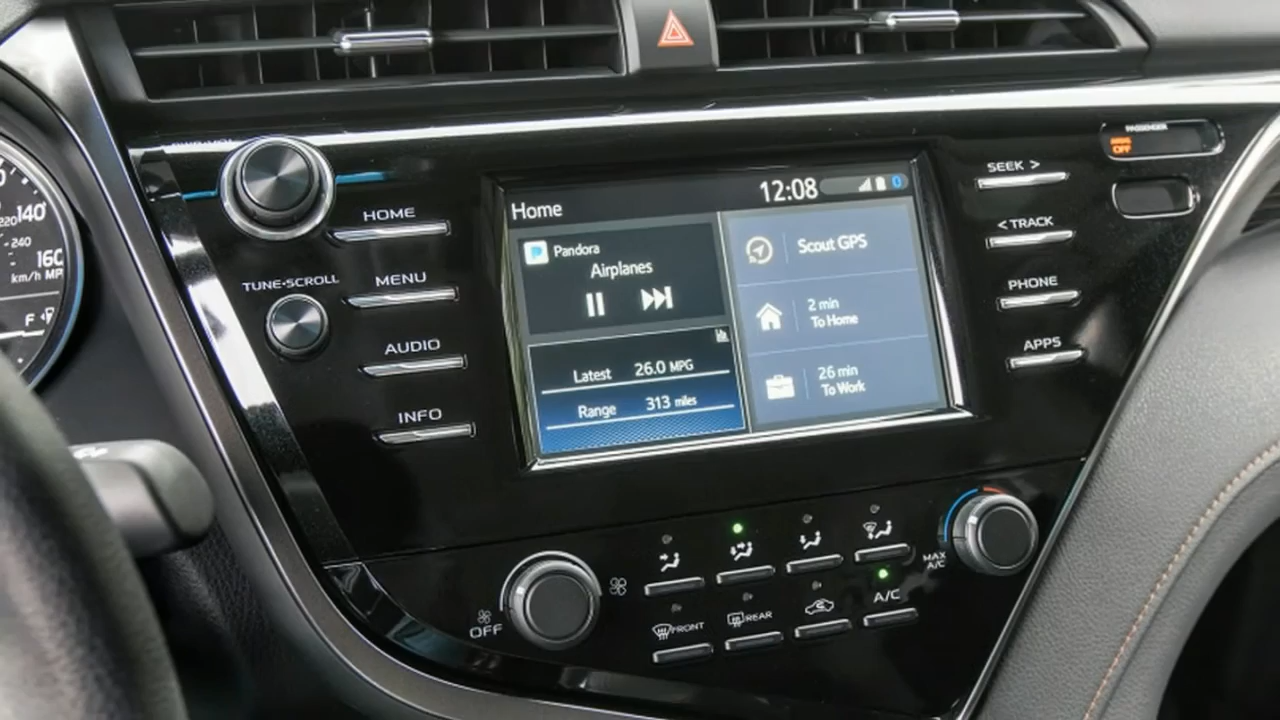 140
220
240
160
km/h MPH
F
TUNE•SCROLL
HOME
MENU
AUDIO
INFO
Home
12:08
Pandora
Airplanes
Latest 26.0 MPG
Range 313 miles
Scout GPS
2 min
To Home
26 min
To Work
SEEK >
< TRACK
PHONE
APPS
PASSENGER
OFF
OFF
FRONT
REAR
A/C
MAX
A/C